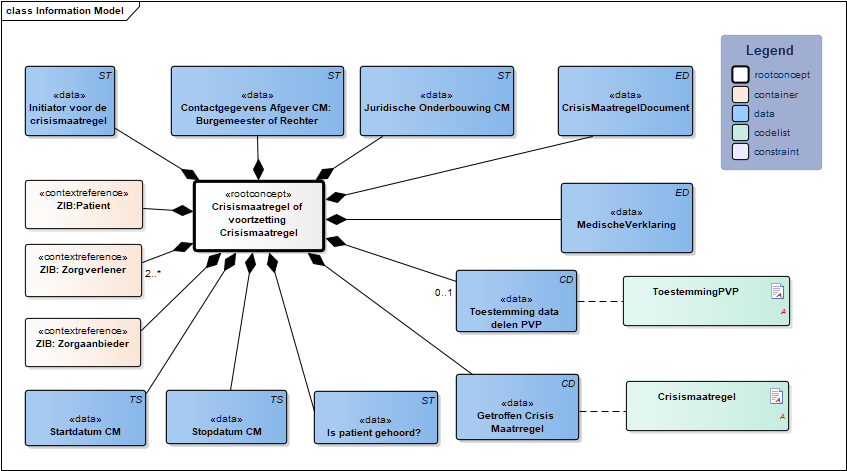 class Information Model
Legend
rootconcept
container
data
codelist
constraint
ST
«data»
Initiator voor de
crisismaatregel
ST
«data»
Contactgegevens Afgever CM:
Burgemeester of Rechter
ST
«data»
Juridische Onderbouwing CM
ED
«data»
CrisisMaatregelDocument
«contextreference»
ZIB:Patient
«rootconcept»
Crisismaatregel of
voortzetting
Crisismaatregel
ED
«data»
MedischeVerklaring
«contextreference»
ZIB: Zorgverlener
2..*
0..1
CD
«data»
Toestemming data
delen PVP
ToestemmingPVP
A
«contextreference»
ZIB: Zorgaanbieder
TS
«data»
Startdatum CM
TS
«data»
Stopdatum CM
ST
«data»
Is patient gehoord?
CD
«data»
Getroffen Crisis
Maatrregel
Crisismaatregel
A